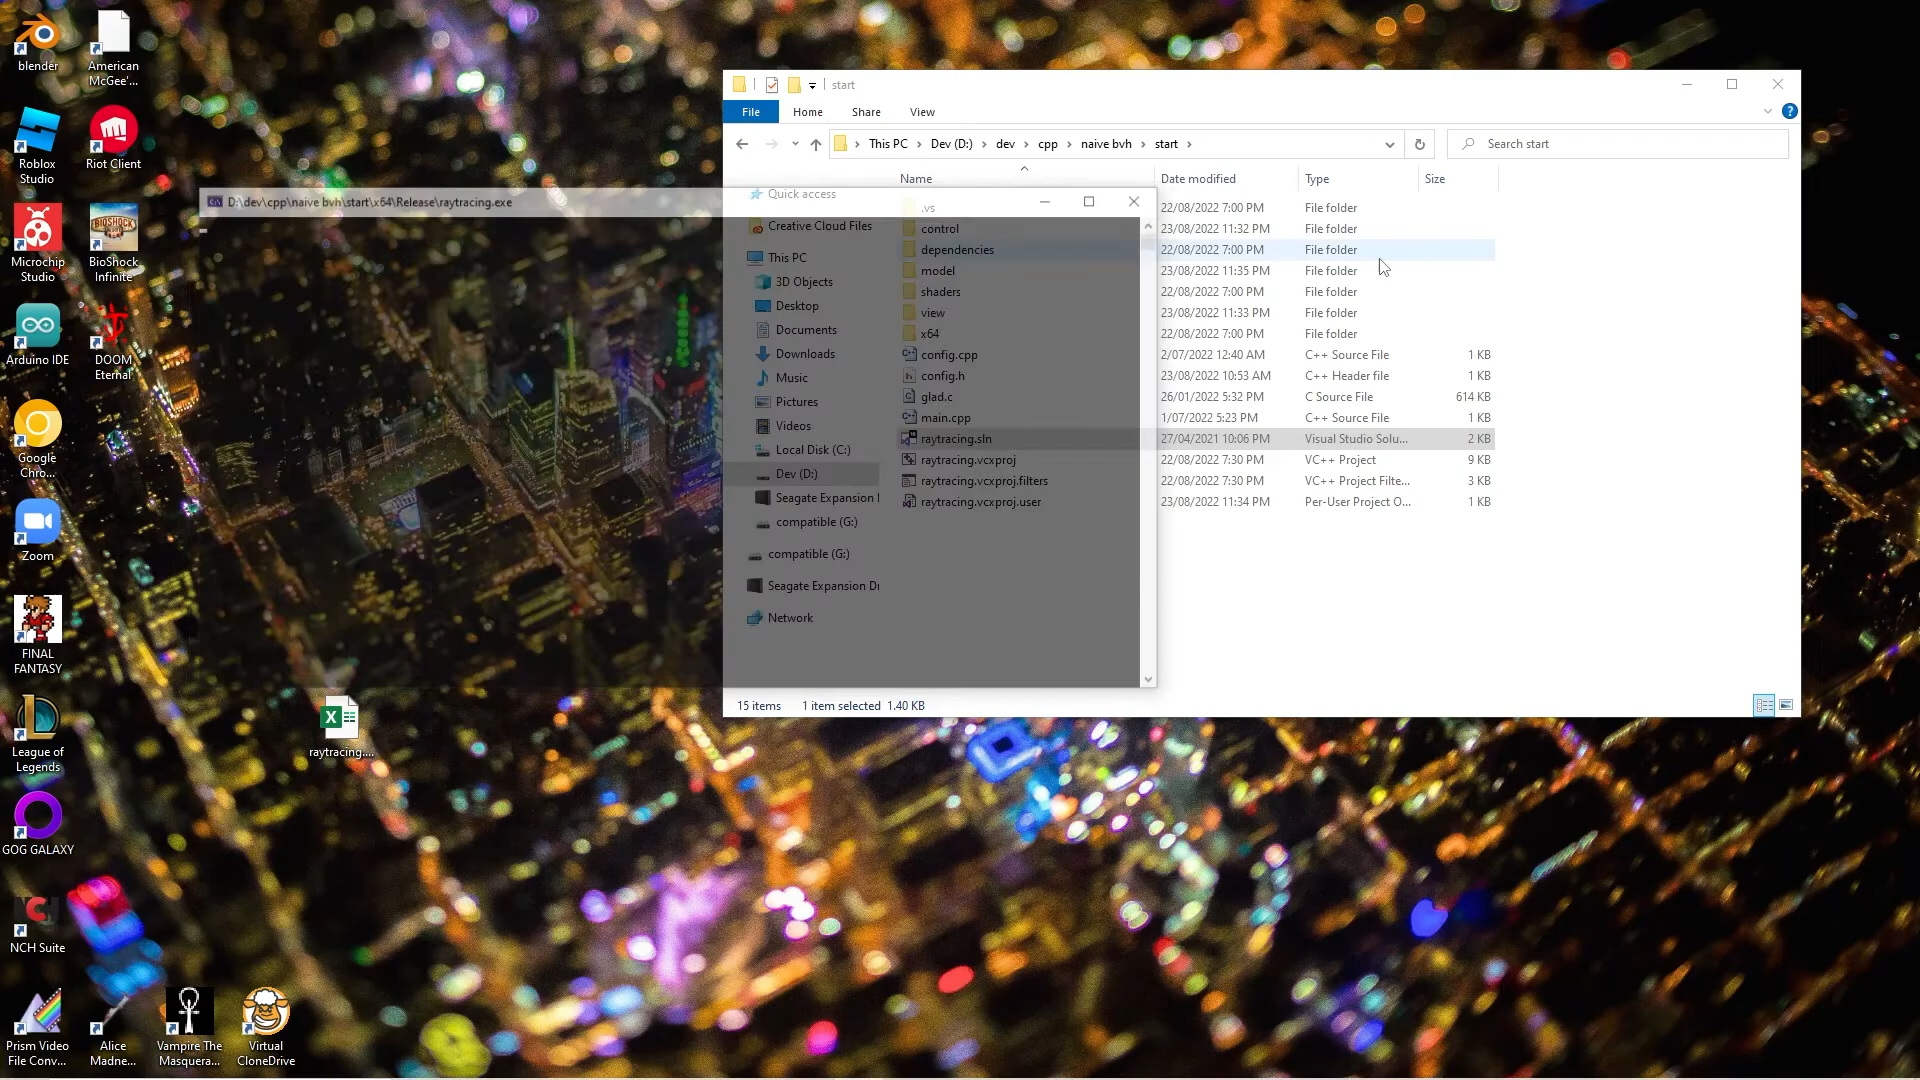 blender
American
McGee'...
Roblox
Studio
Riot Client
Microchip
Studio
BioShock
Infinite
Arduino IDE
DOOM
Eternal
Google
Chro...
Zoom
FINAL
FANTASY
League of
Legends
GOG GALAXY
NCH Suite
Prism Video
File Conv...
Alice
Madne...
Vampire The
Masquera...
Virtual
CloneDrive
raytracing....
D:\dev\cpp\naive bvh\start\x64\Release\raytracing.exe
start
File Home Share View
This PC Dev (D:) dev cpp naive bvh start
Search start
Name Date modified Type Size
Quick access
Creative Cloud Files
This PC
3D Objects
Desktop
Documents
Downloads
Music
Pictures
Videos
Local Disk (C:)
Dev (D:)
Seagate Expansion
compatible (G:)
compatible (G:)
Seagate Expansion
Network
.vs 22/08/2022 7:00 PM File folder
control 23/08/2022 11:32 PM File folder
dependencies 22/08/2022 7:00 PM File folder
model 23/08/2022 11:35 PM File folder
shaders 22/08/2022 7:00 PM File folder
view 23/08/2022 11:33 PM File folder
x64 22/08/2022 7:00 PM File folder
config.cpp 2/07/2022 12:40 AM C++ Source File 1 KB
config.h 23/08/2022 10:53 AM C++ Header file 1 KB
glad.c 26/01/2022 5:32 PM C Source File 614 KB
main.cpp 1/07/2022 5:23 PM C++ Source File 1 KB
raytracing.sln 27/04/2021 10:06 PM Visual Studio Solu... 2 KB
raytracing.vcxproj 22/08/2022 7:30 PM VC++ Project 9 KB
raytracing.vcxproj.filters 22/08/2022 7:30 PM VC++ Project Filte... 3 KB
raytracing.vcxproj.user 23/08/2022 11:34 PM Per-User Project O... 1 KB
15 items 1 item selected 1.40 KB